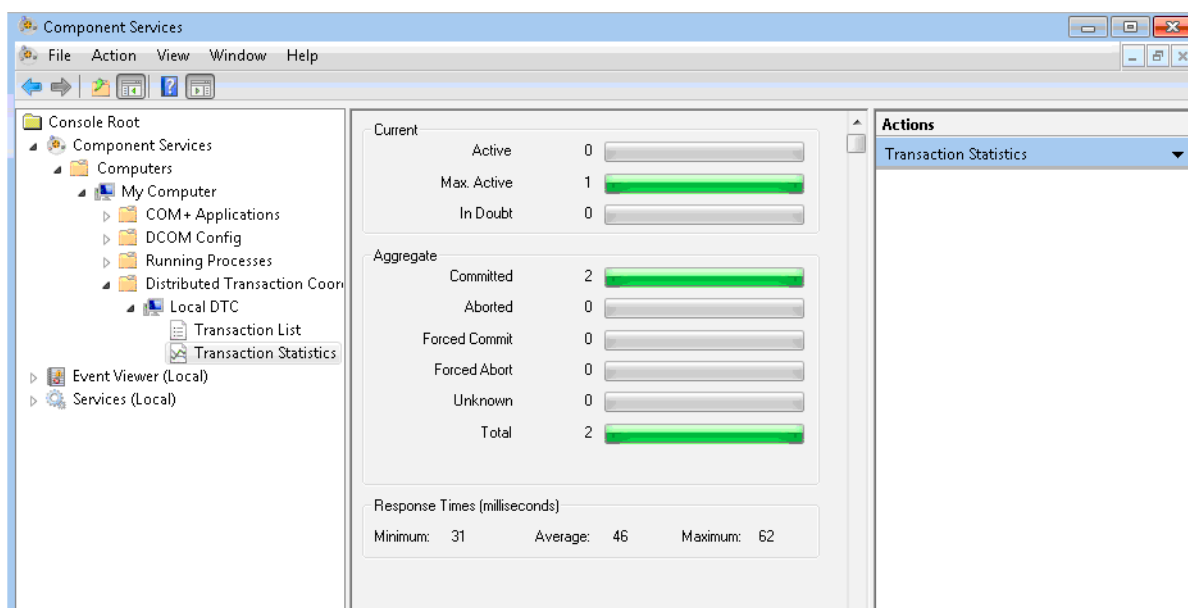 Component Services
File Action View Window Help
Console Root
Component Services
Computers
My Computer
COM+ Applications
DCOM Config
Running Processes
Distributed Transaction Coor
Local DTC
Transaction List
Transaction Statistics
Event Viewer (Local)
Services (Local)
Current
Active 0
Max. Active 1
In Doubt 0
Aggregate
Committed 2
Aborted 0
Forced Commit 0
Forced Abort 0
Unknown 0
Total 2
Response Times (milliseconds)
Minimum: 31 Average: 46 Maximum: 62
Actions
Transaction Statistics